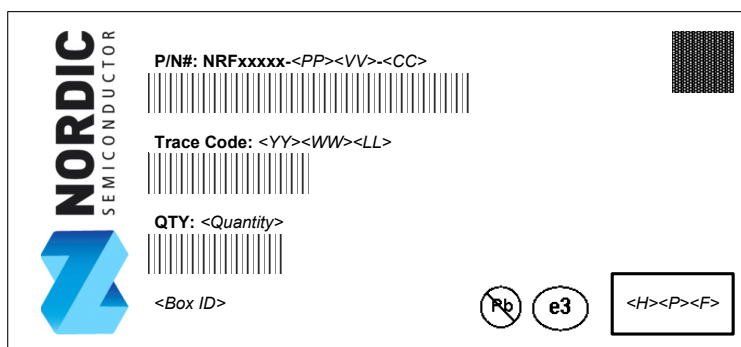 NORDIC
SEMICONDUCTOR
P/N#: NRFxxxxx-<PP><VV>-<CC>
Trace Code: <YY><WW><LL>
QTY: <Quantity>
<Box ID>
Pb
e3
<H><P><F>